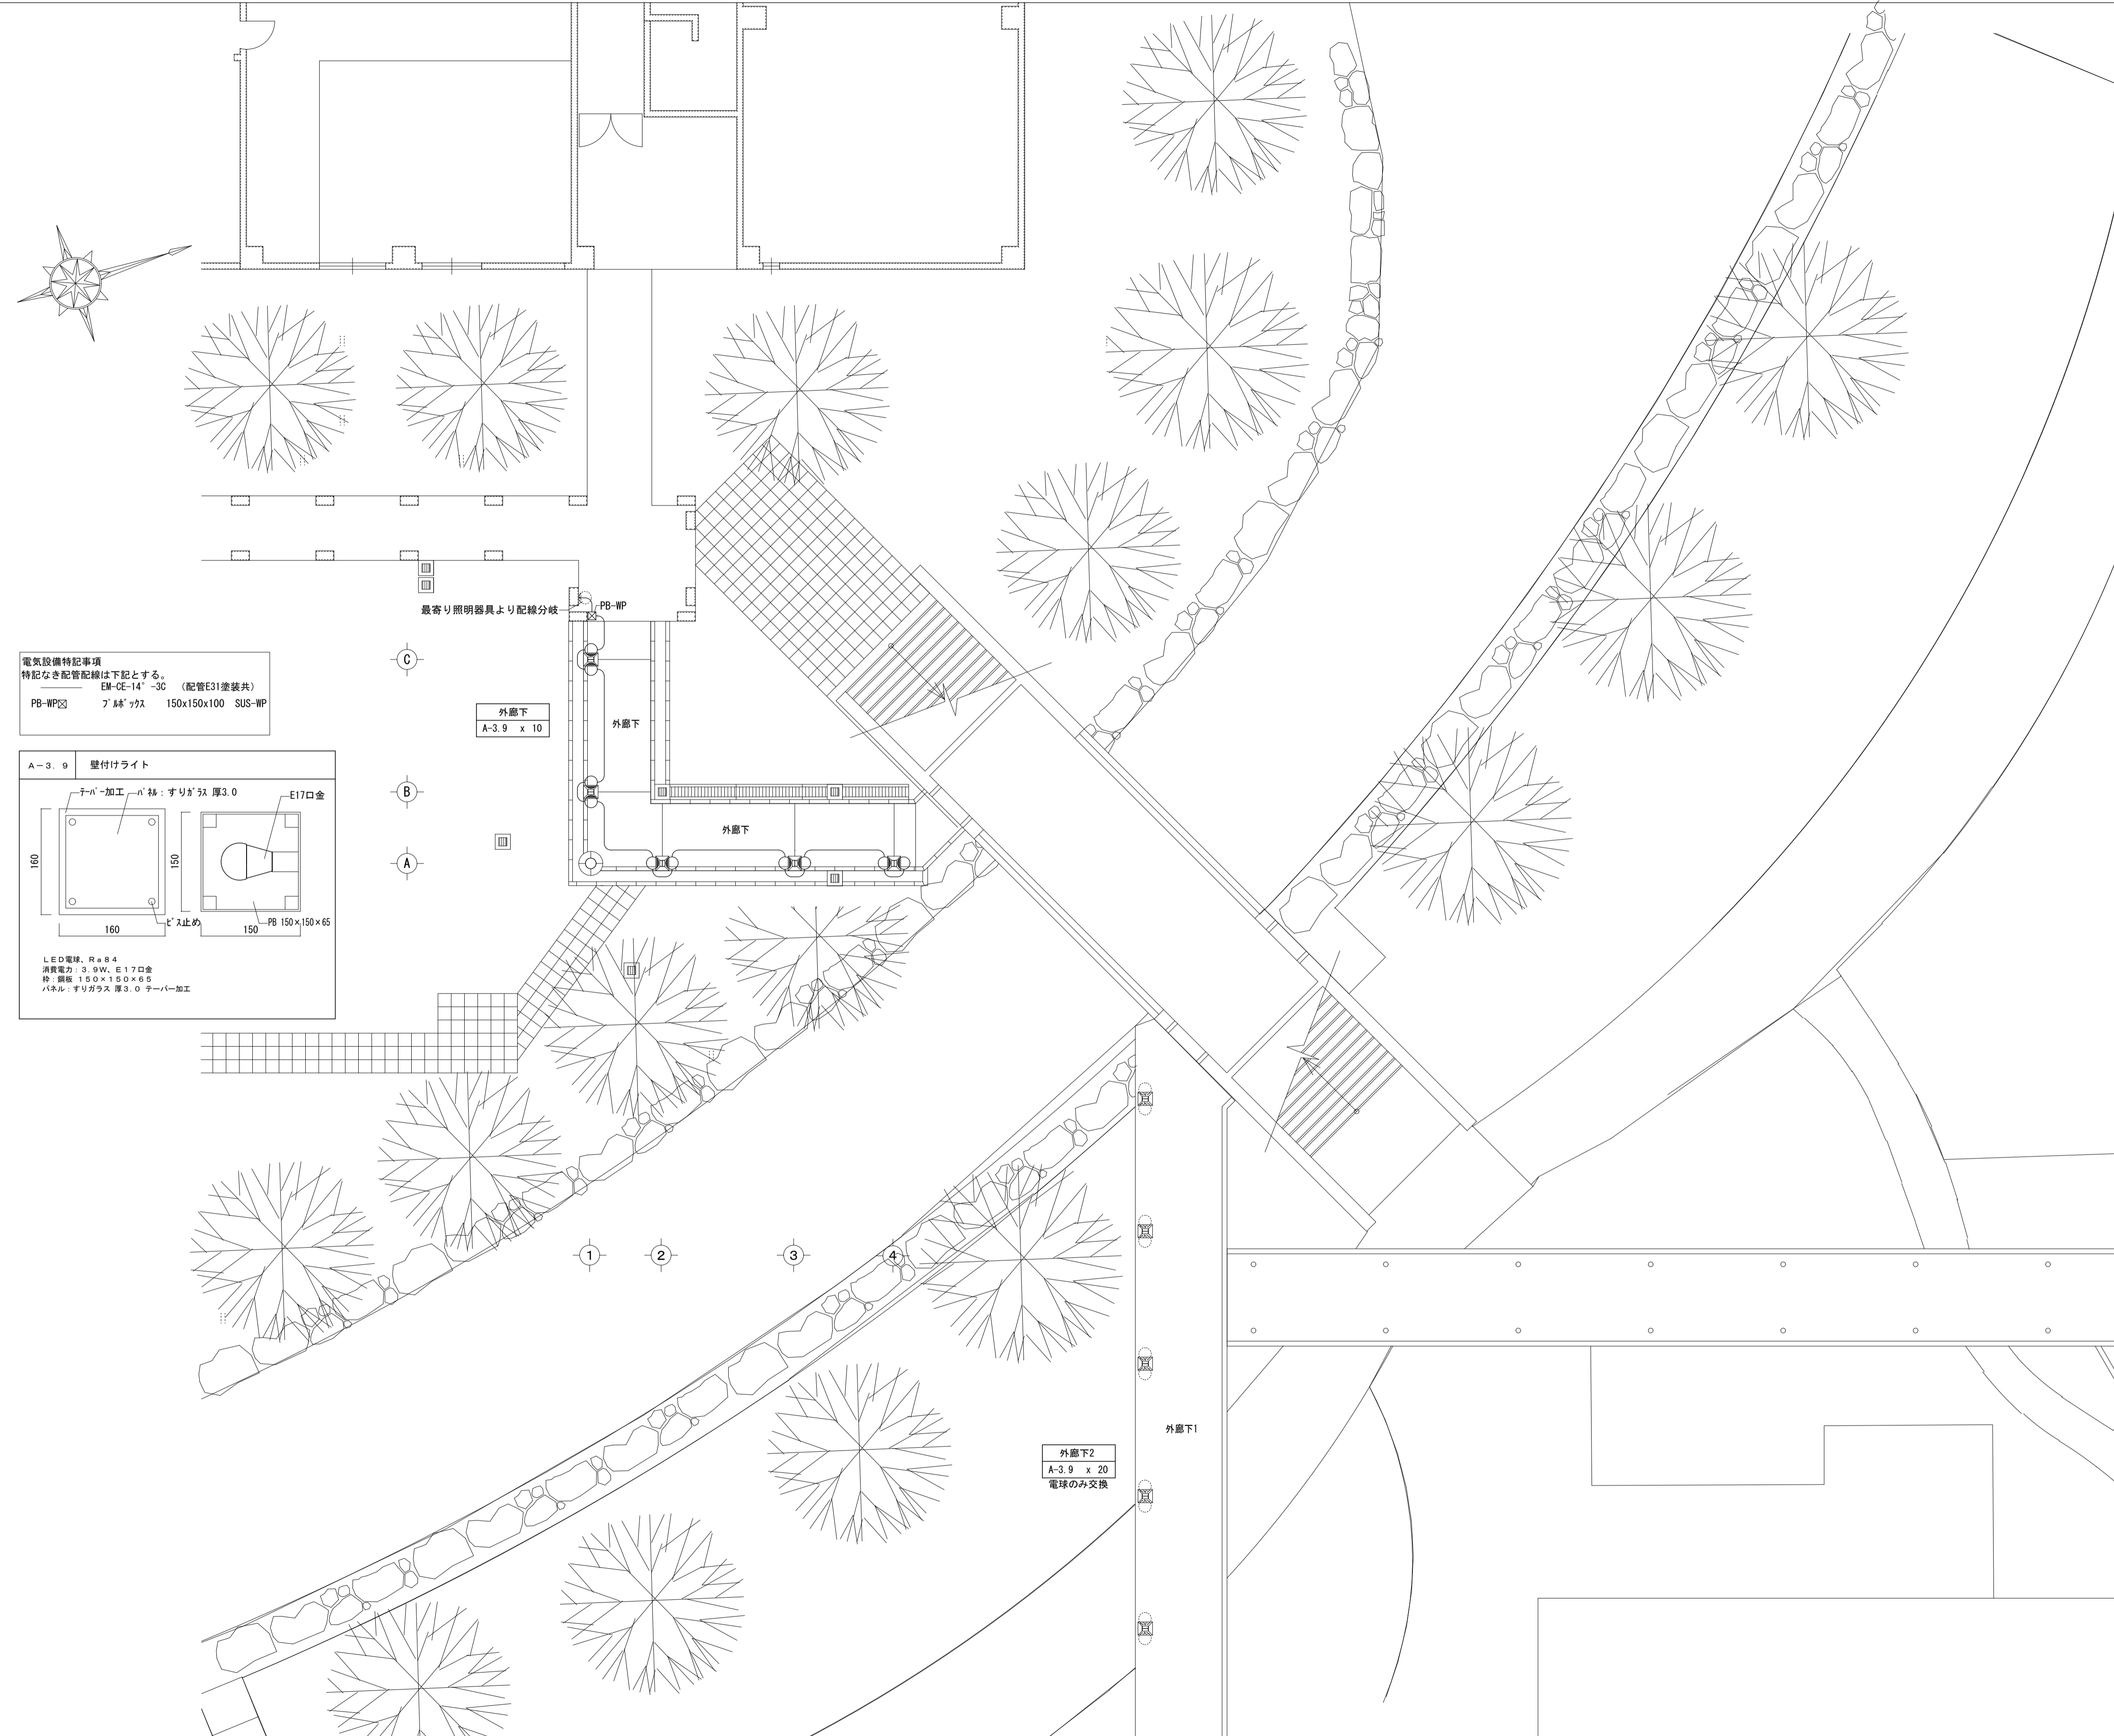 最寄り照明器具より配線分岐
PB-WP
電気設備特記事項
特記なき配管配線は下記とする。
EM-CE-14°-3C (配管E31塗装共)
PB-WP プルボックス 150x150x100 SUS-WP
C
B
A
外廊下
A-3.9 x 10
外廊下
外廊下
A-3.9 壁付けライト
テーパー加工
パネル：すりガラス 厚3.0
E17口金
160
150
ビス止め
PB 150×150×65
160
150
LED電球、Ra84
消費電力：3.9W、E17口金
枠：鋼板 150×150×65
パネル：すりガラス 厚3.0 テーパー加工
1
2
3
4
外廊下1
外廊下2
A-3.9 x 20
電球のみ交換